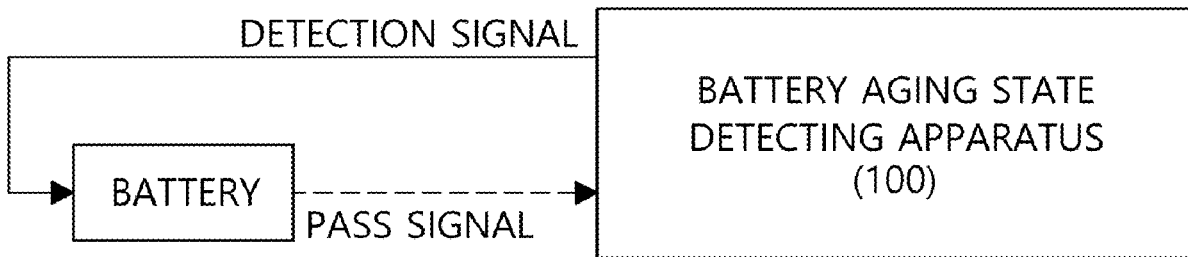 DETECTION SIGNAL
BATTERY AGING STATE
DETECTING APPARATUS
(100)
BATTERY
PASS SIGNAL